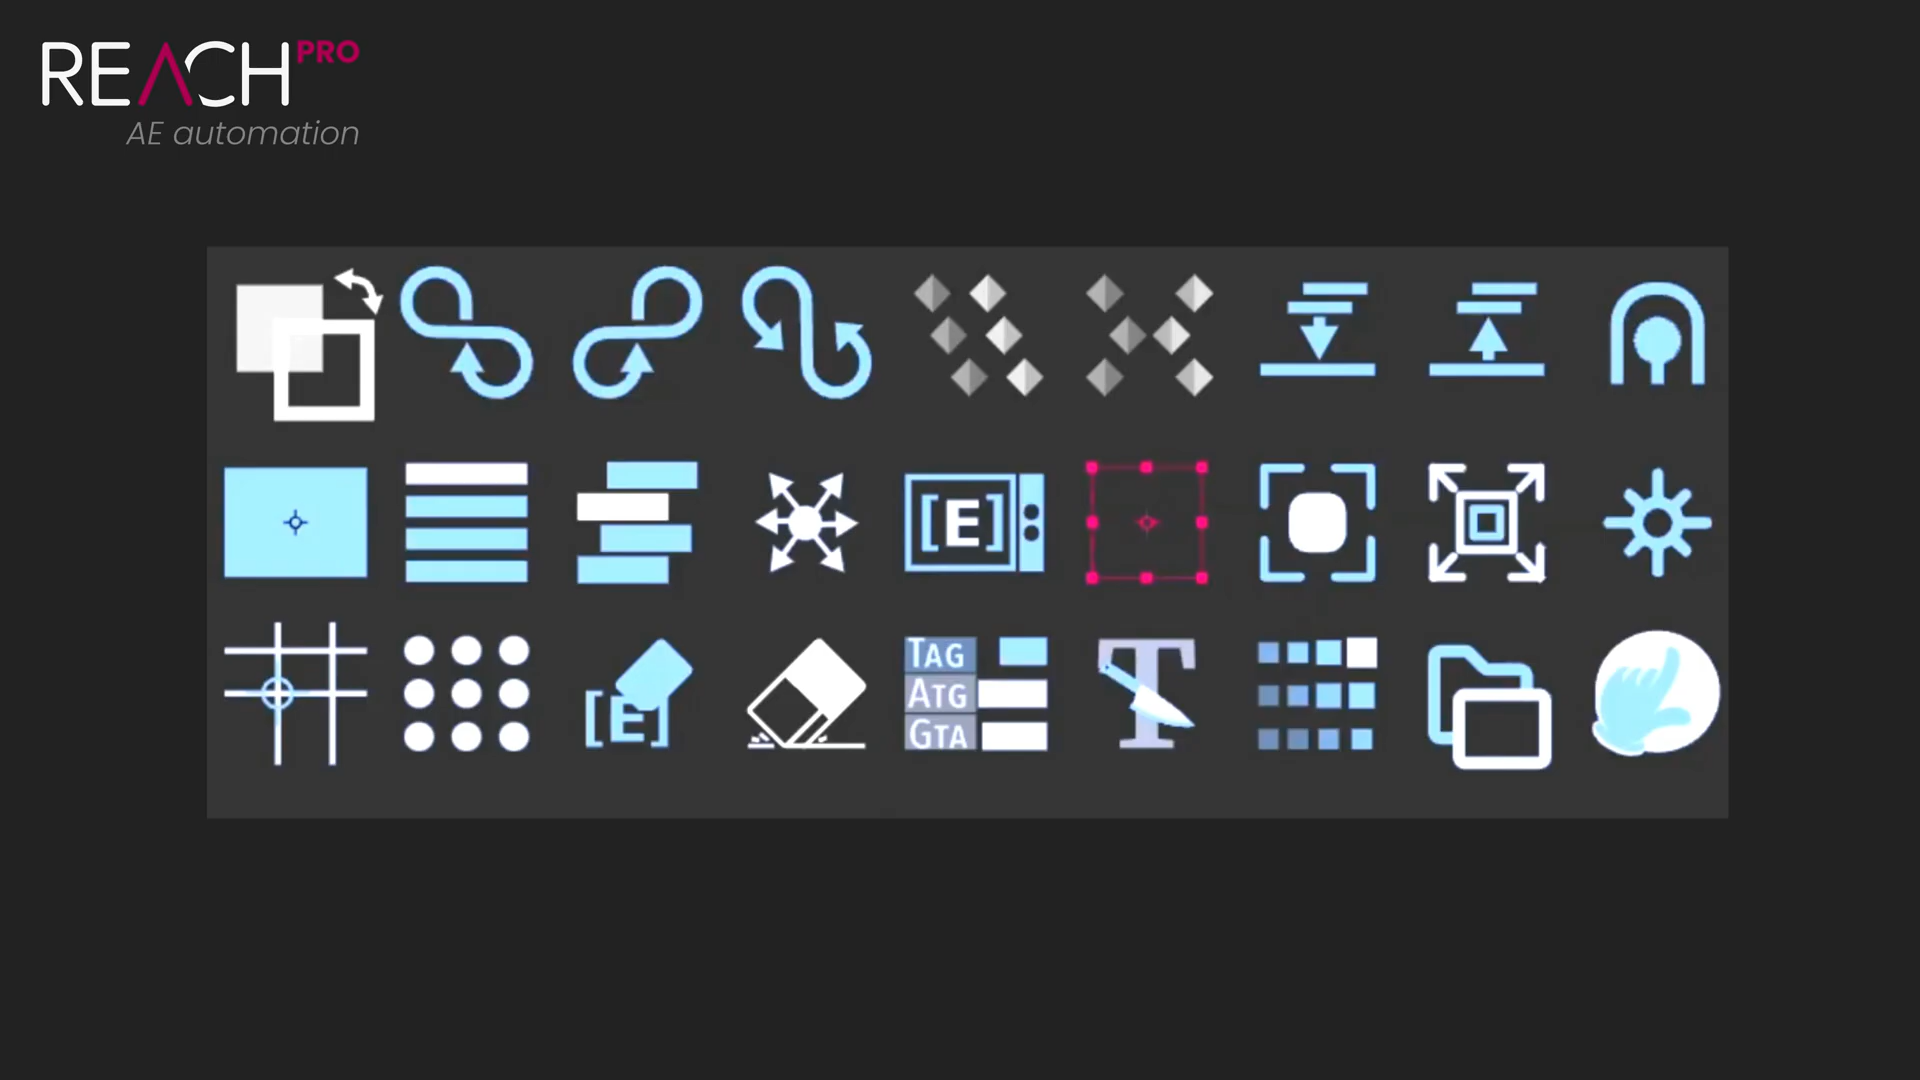 REACH PRO
AE automation
[E]
[E]
TAG
ATG
GTA
T